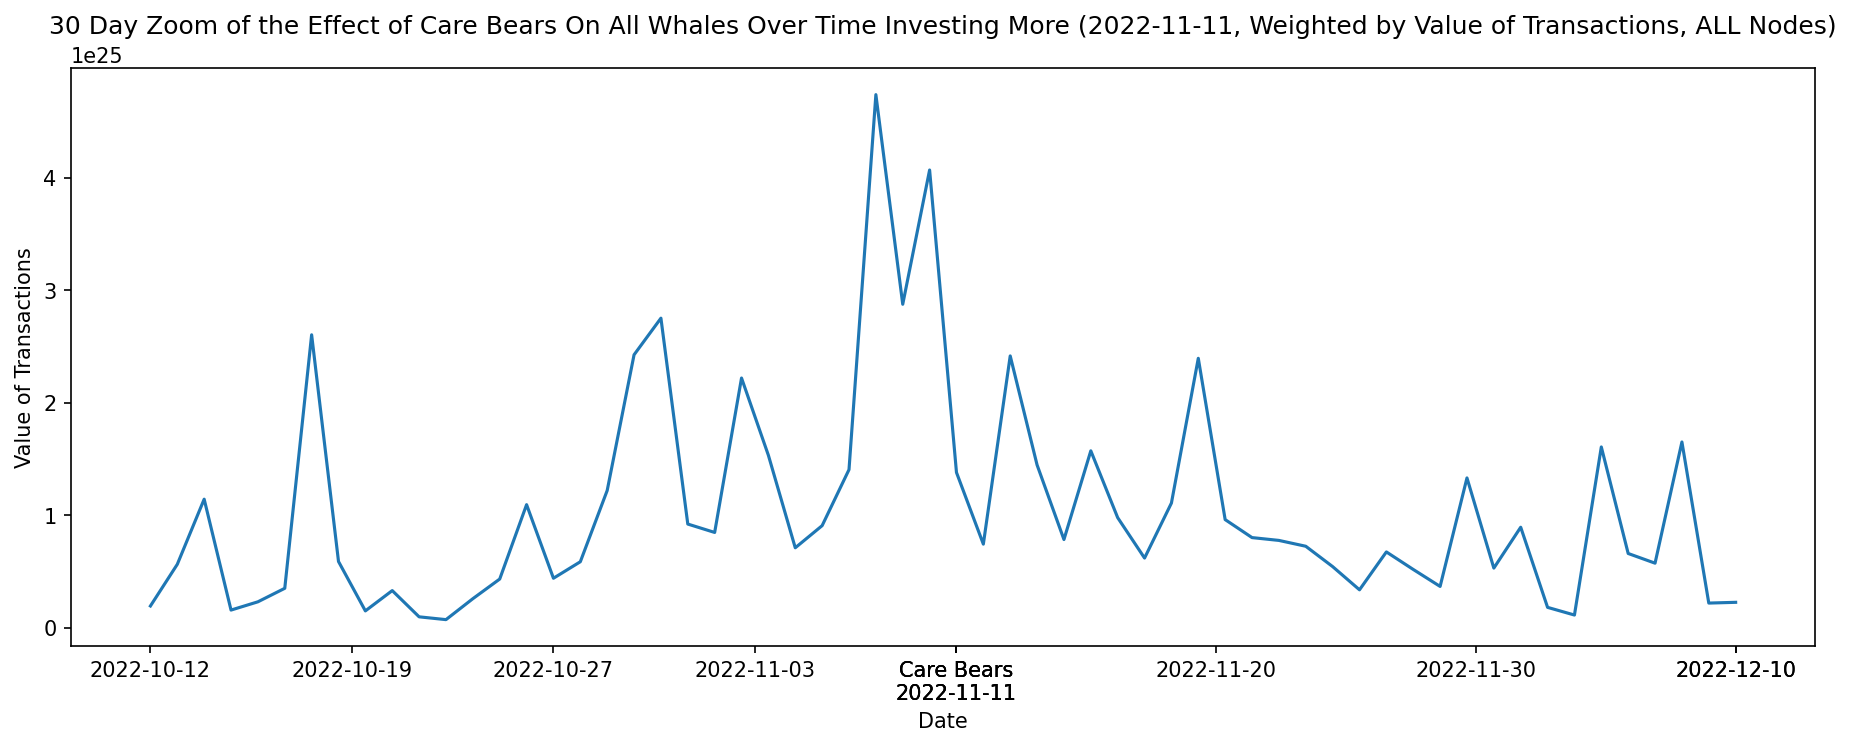 30 Day Zoom of the Effect of Care Bears On All Whales Over Time Investing More (2022-11-11, Weighted by Value of Transactions, ALL Nodes)
1e25
4
3
2
1
0
Value of Transactions
2022-10-12
2022-10-19
2022-10-27
2022-11-03
Care Bears
2022-11-11
2022-11-20
2022-11-30
2022-12-10
Date